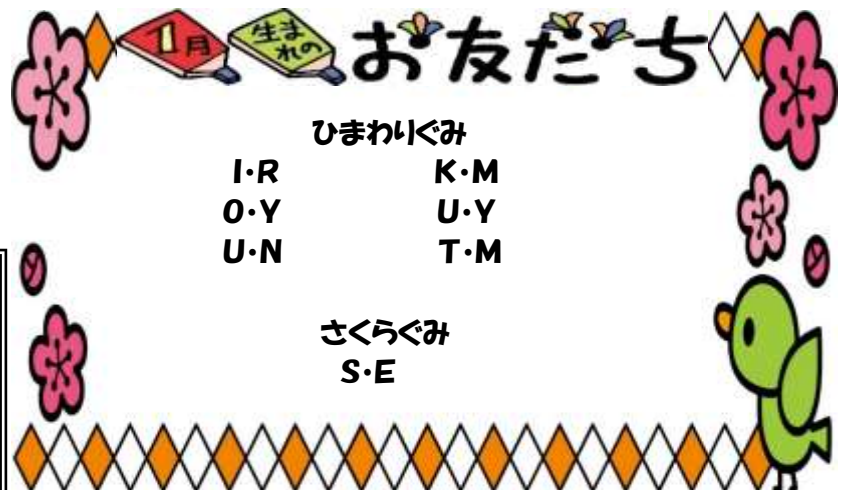 1月生まれのお友だち
ひまわりぐみ
I・R K・M
O・Y U・Y
U・N T・M
さくらぐみ
S・E